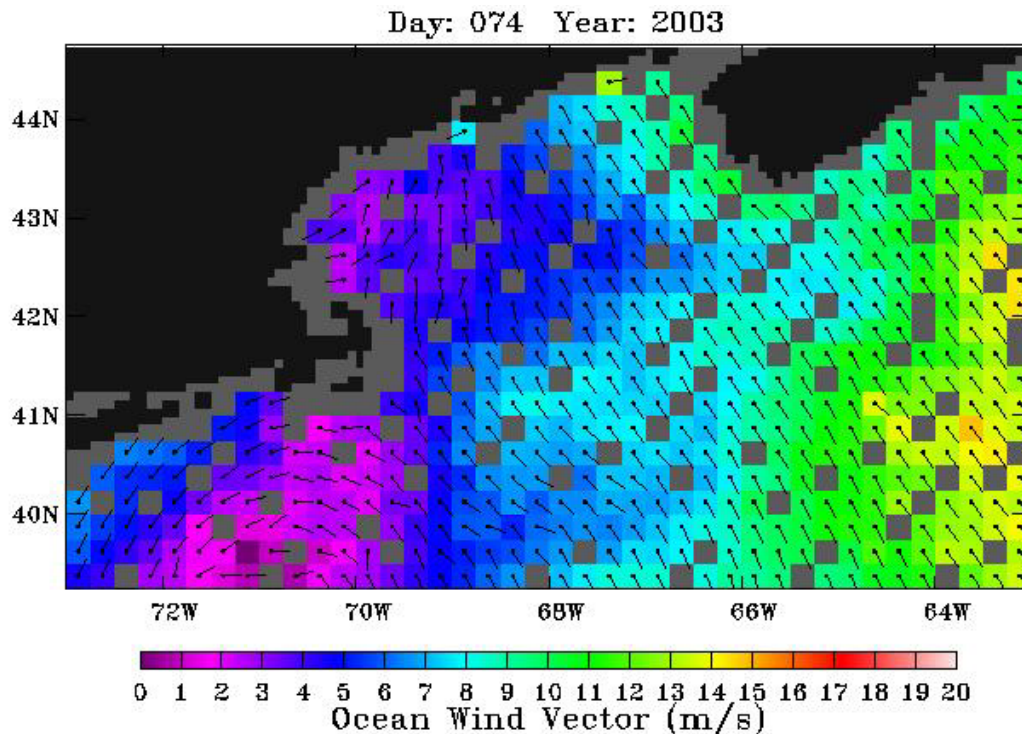 Day: 074 Year: 2003
44N
43N
42N
41N
40N
72W 70W 68W 66W 64W
0 1 2 3 4 5 6 7 8 9 10 11 12 13 14 15 16 17 18 19 20
Ocean Wind Vector (m/s)